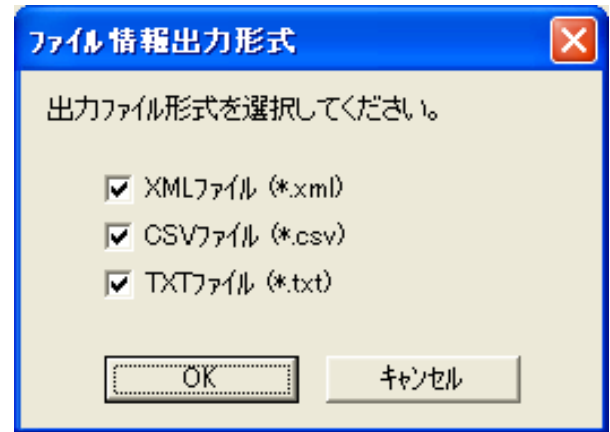 ファイル情報出力形式
出力ファイル形式を選択してください。
XMLファイル (*.xml)
CSVファイル (*.csv)
TXTファイル (*.txt)
OK キャンセル